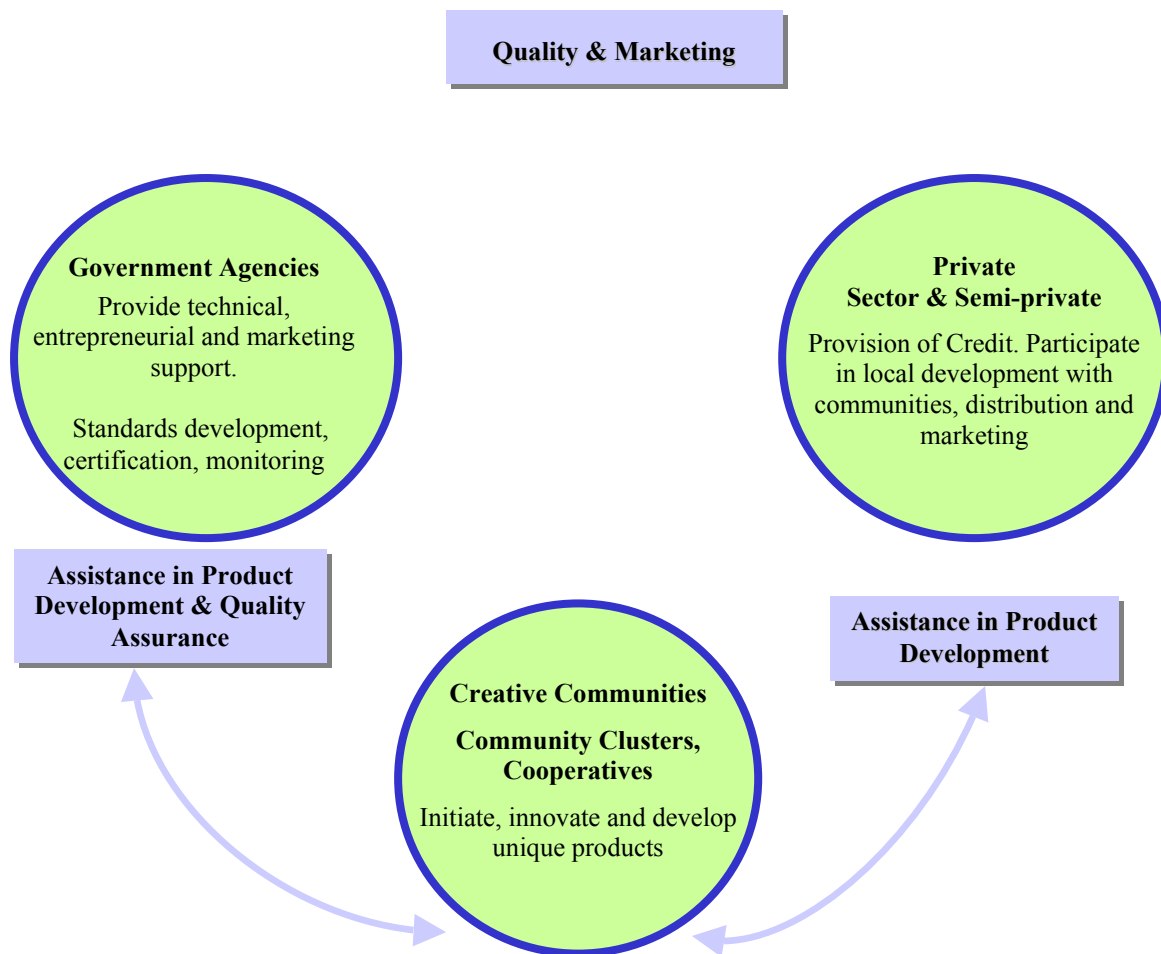 Quality & Marketing
Government Agencies
Provide technical,
entrepreneurial and marketing
support.
Standards development,
certification, monitoring
Private
Sector & Semi-private
Provision of Credit. Participate
in local development with
communities, distribution and
marketing
Assistance in Product
Development & Quality
Assurance
Assistance in Product
Development
Creative Communities
Community Clusters,
Cooperatives
Initiate, innovate and develop
unique products